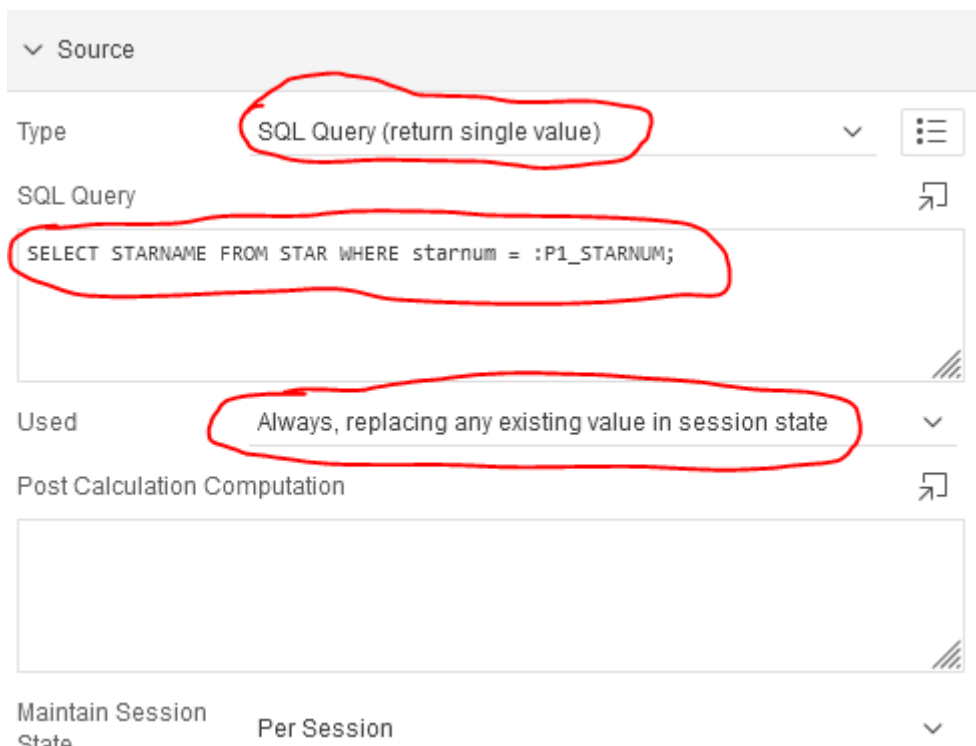 Source
Type SQL Query (return single value)
SQL Query
SELECT STARNAME FROM STAR WHERE starnum = :P1_STARNUM;
Used Always, replacing any existing value in session state
Post Calculation Computation
Maintain Session
State Per Session